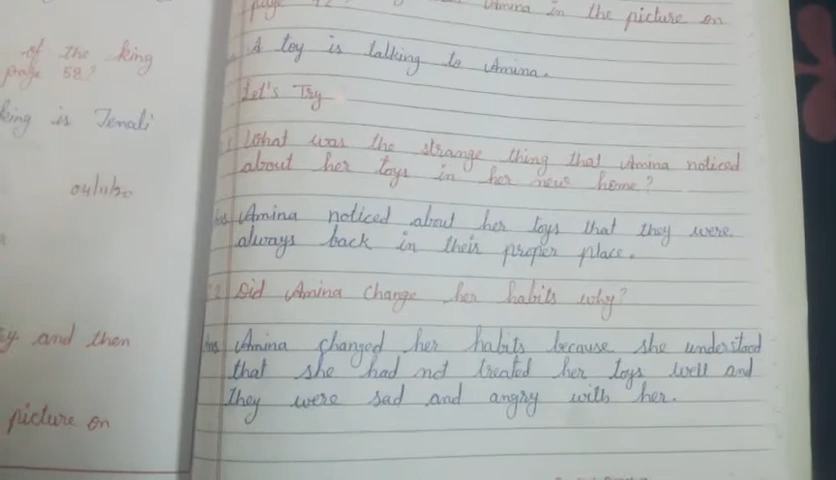 of the king
page 58?
king is Tenali
picture on
page Amina in the picture on
A toy is talking to Amina.
Let's Try
What was the strange thing that Amina noticed
about her toys in her new home?
Ans Amina noticed about her toys that they were
always back in their proper place.
2 Did Amina change her habits why?
Ans Amina changed her habits because she understood
that she had not treated her toys well and
they were sad and angry with her.
and then